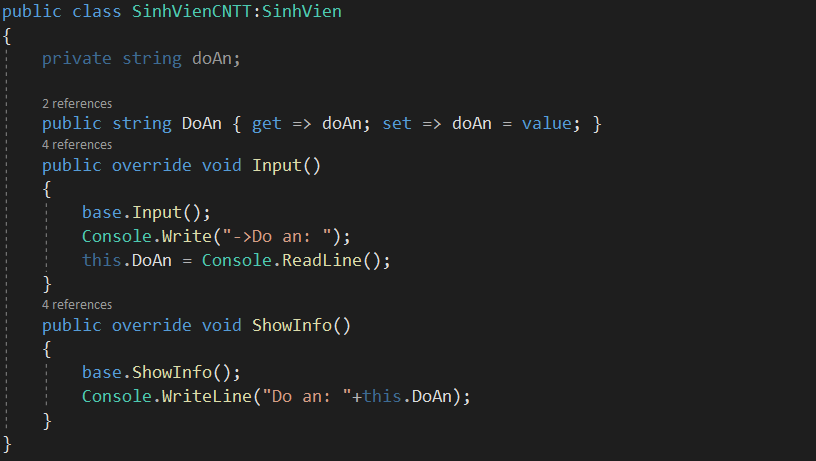 public class SinhVienCNTT:SinhVien
{
private string doAn;
2 references
public string DoAn { get => doAn; set => doAn = value; }
4 references
public override void Input()
{
base.Input();
Console.Write("->Do an: ");
this.DoAn = Console.ReadLine();
}
4 references
public override void ShowInfo()
{
base.ShowInfo();
Console.WriteLine("Do an: "+this.DoAn);
}
}